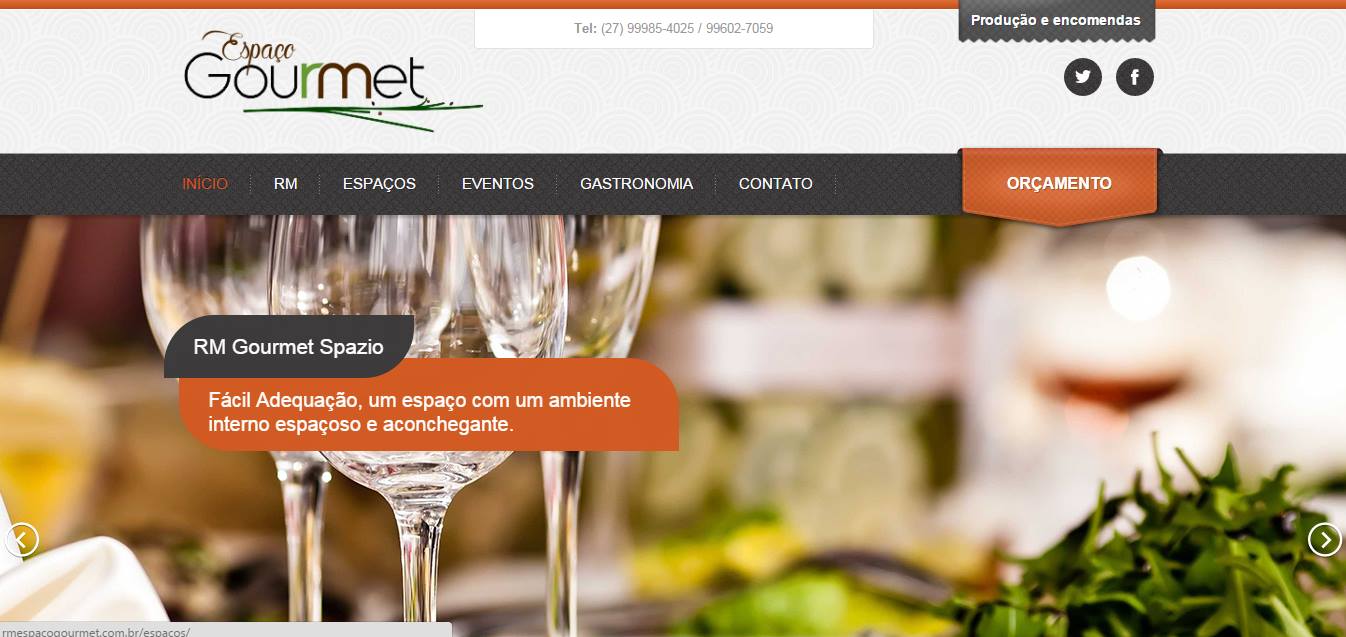 Tel: (27) 99985-4025 / 99602-7059
Produção e encomendas
Espaço
Gourmet
INÍCIO
RM
ESPAÇOS
EVENTOS
GASTRONOMIA
CONTATO
ORÇAMENTO
RM Gourmet Spazio
Fácil Adequação, um espaço com um ambiente
interno espaçoso e aconchegante.
rmespacogourmet.com.br/espacos/